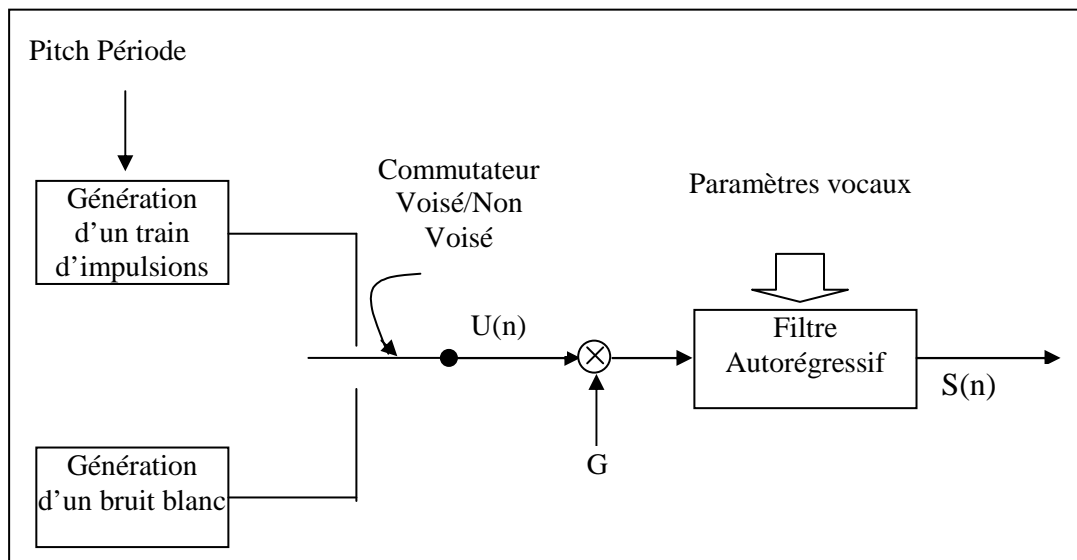 Pitch Période
Génération
d'un train
d'impulsions
Commutateur
Voisé/Non
Voisé
Paramètres vocaux
U(n)
G
Filtre
Autorégressif
S(n)
Génération
d'un bruit blanc